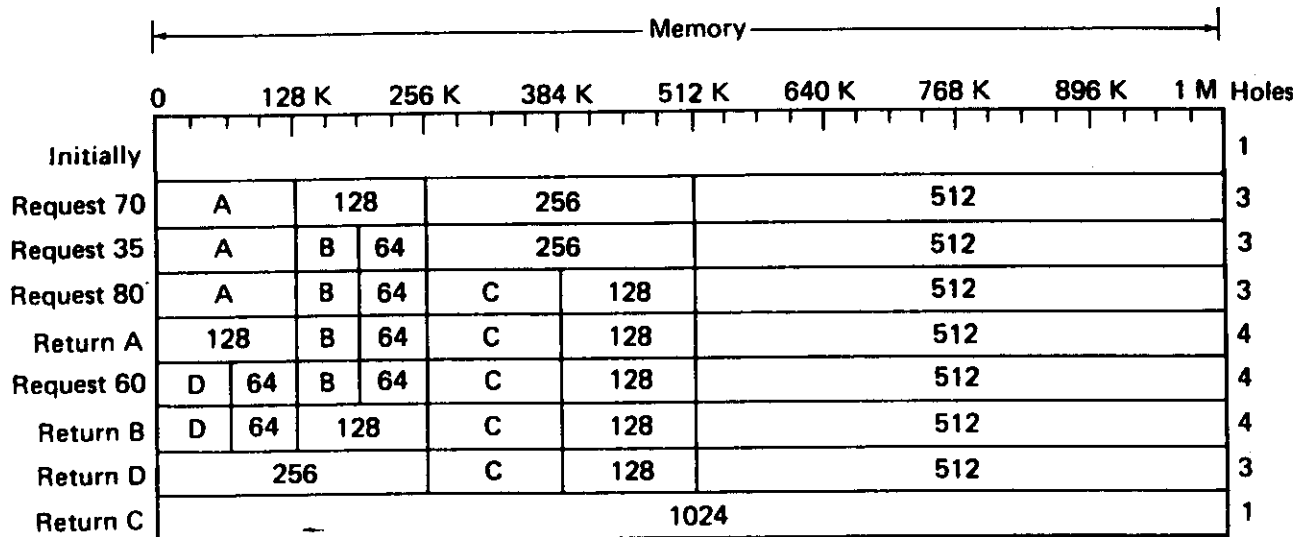 Memory
0 128 K 256 K 384 K 512 K 640 K 768 K 896 K 1 M Holes
Initially 1
Request 70 A 128 256 512 3
Request 35 A B 64 256 512 3
Request 80 A B 64 C 128 512 3
Return A 128 B 64 C 128 512 4
Request 60 D 64 B 64 C 128 512 4
Return B D 64 128 C 128 512 4
Return D 256 C 128 512 3
Return C 1024 1